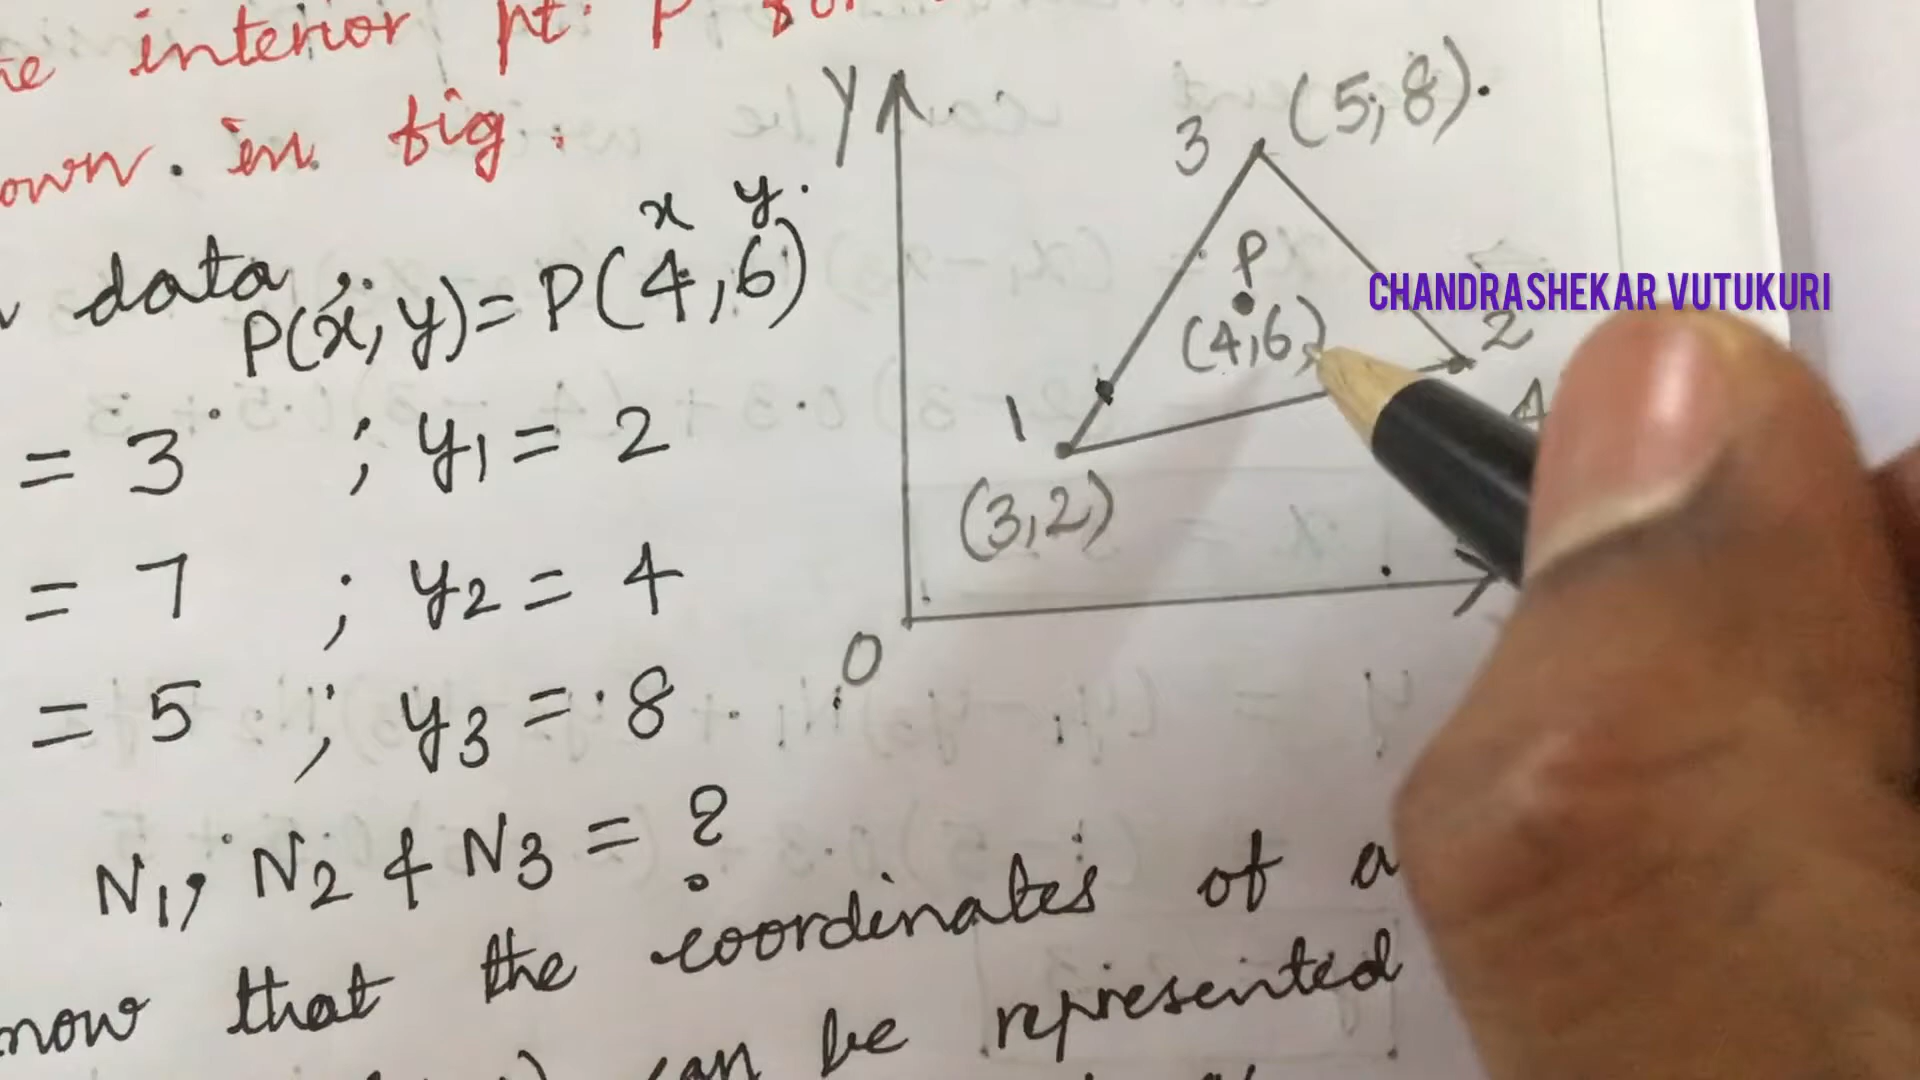 interior pt: P
in fig.
Y
3 (5,8).
x y.
data,
P(x, y) = P(4,6)
P
CHANDRASHEKAR VUTUKURI
(4,6)
2
1
= 3 ; y1 = 2
(3,2)
= 7 ; y2 = 4
0
= 5 ; y3 = 8
N1, N2 & N3 = ?
that the coordinates of a
can be represented